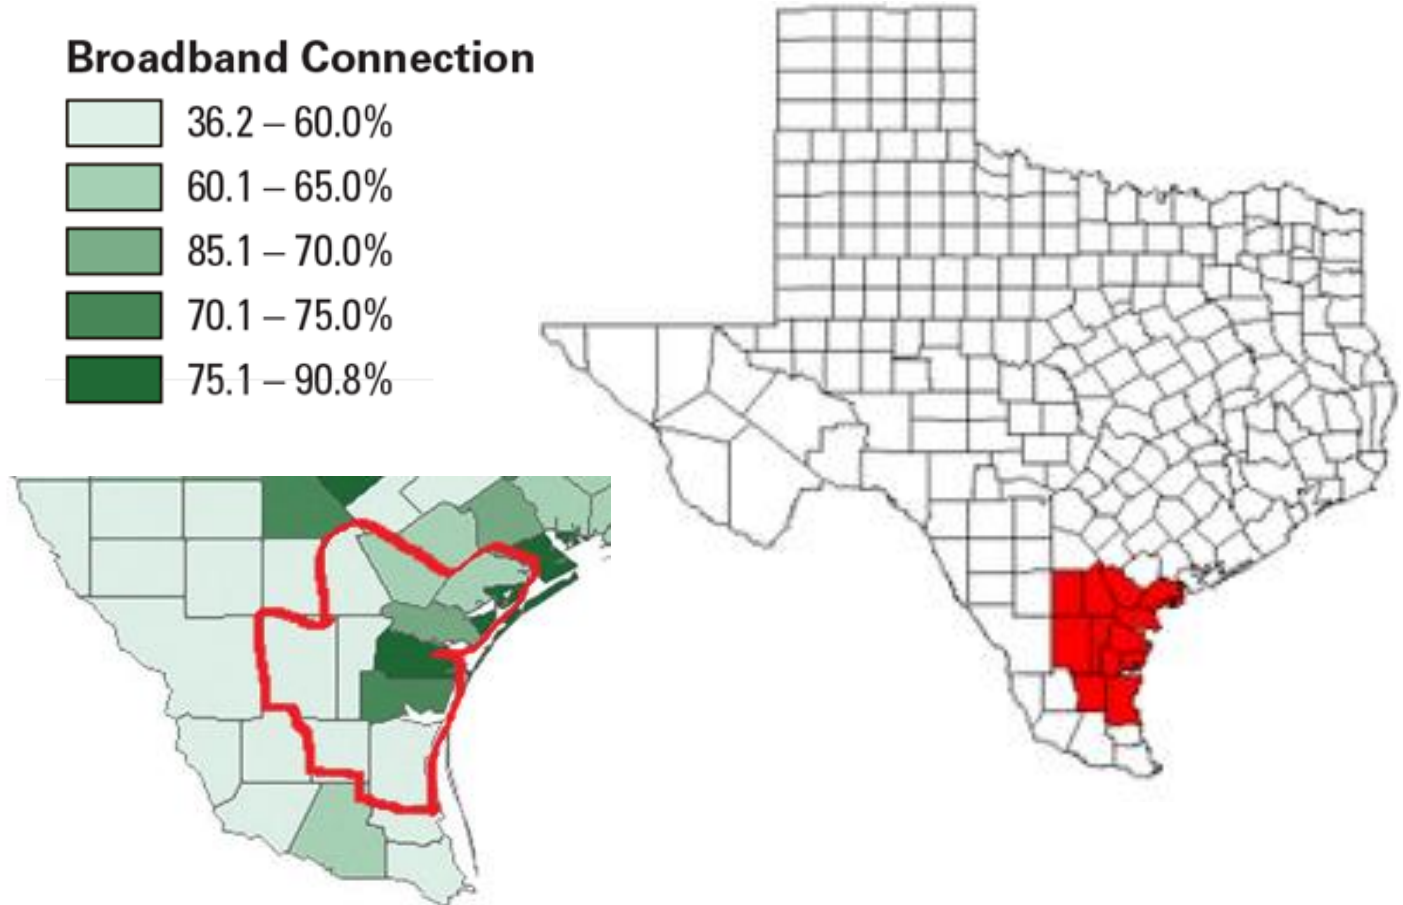 Broadband Connection
36.2 – 60.0%
60.1 – 65.0%
85.1 – 70.0%
70.1 – 75.0%
75.1 – 90.8%